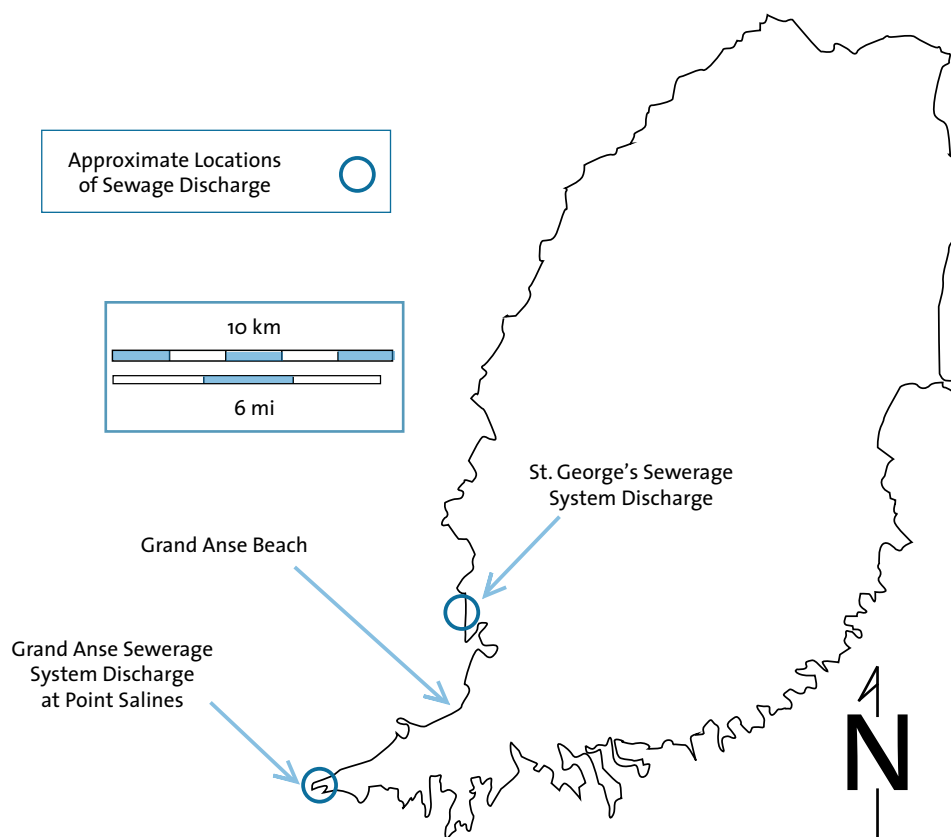 Approximate Locations
of Sewage Discharge
10 km
6 mi
St. George’s Sewerage
System Discharge
Grand Anse Beach
Grand Anse Sewerage
System Discharge
at Point Salines
N